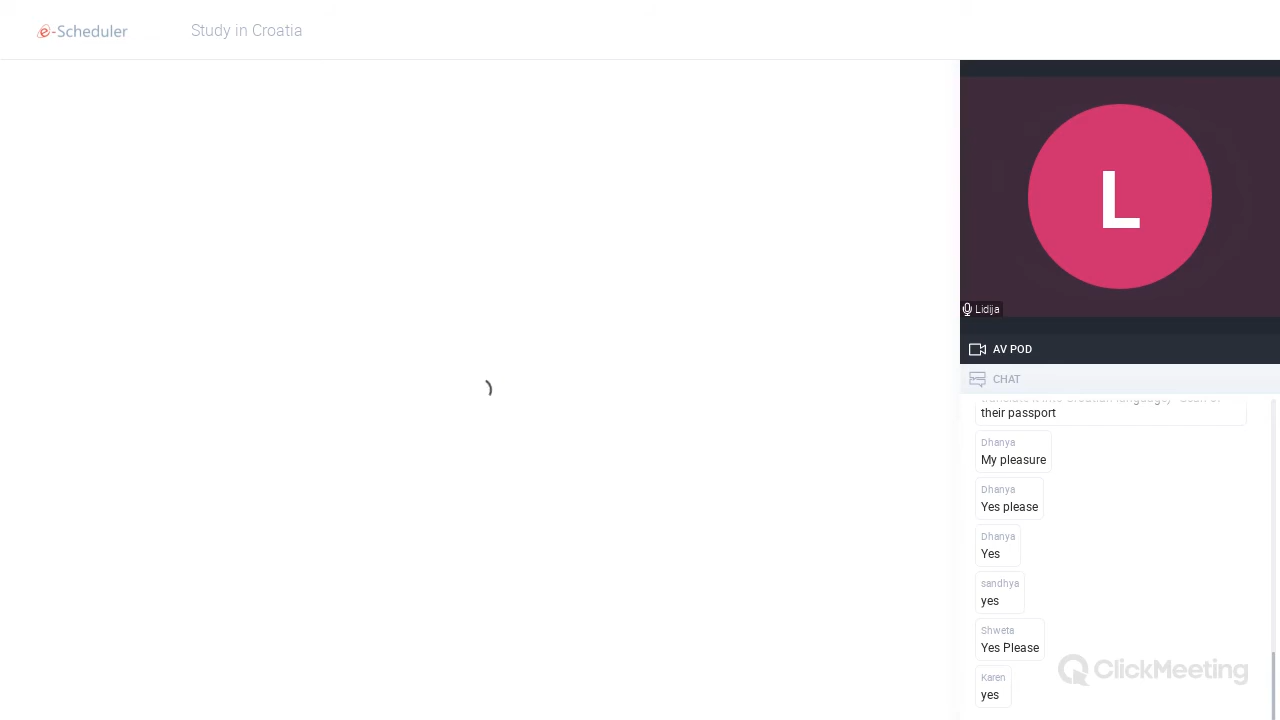 e-Scheduler
Study in Croatia
L
Lidija
AV POD
CHAT
their passport
Dhanya
My pleasure
Dhanya
Yes please
Dhanya
Yes
sandhya
yes
Shweta
Yes Please
Karen
yes
ClickMeeting